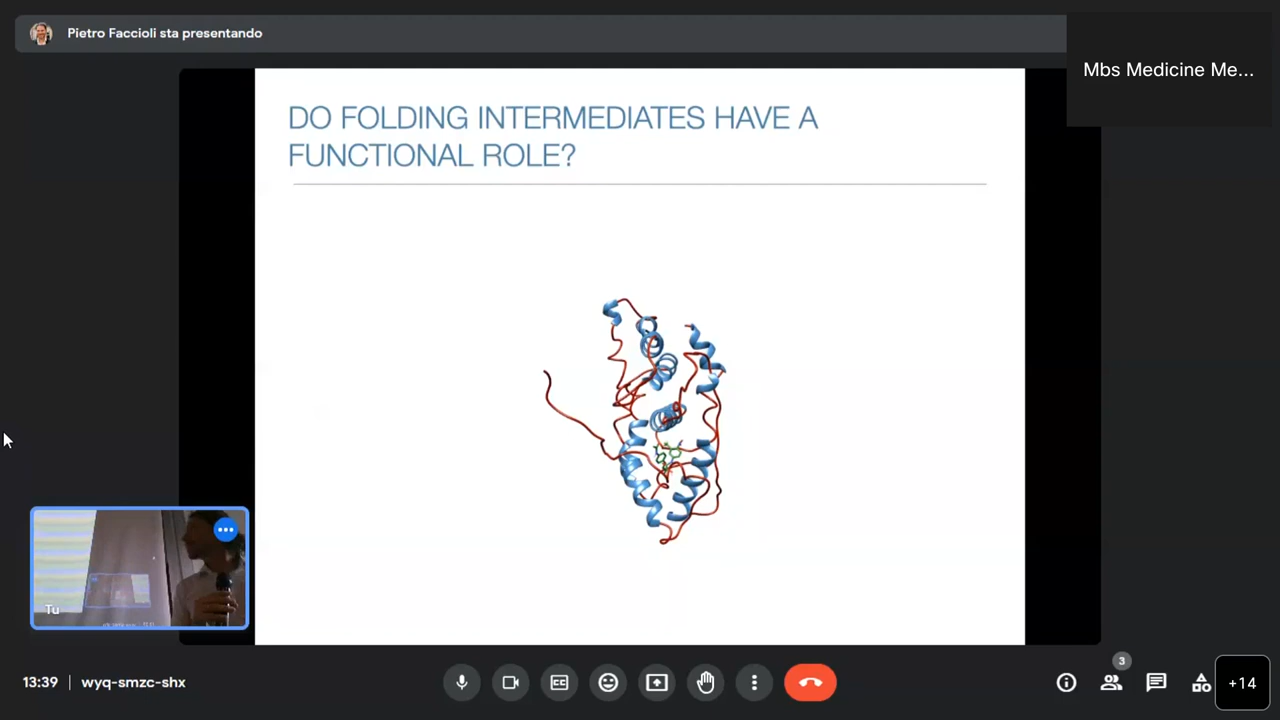 Pietro Faccioli sta presentando
Mbs Medicine Me...
DO FOLDING INTERMEDIATES HAVE A
FUNCTIONAL ROLE?
Tu
13:39 | wyq-smzc-shx
3
+14